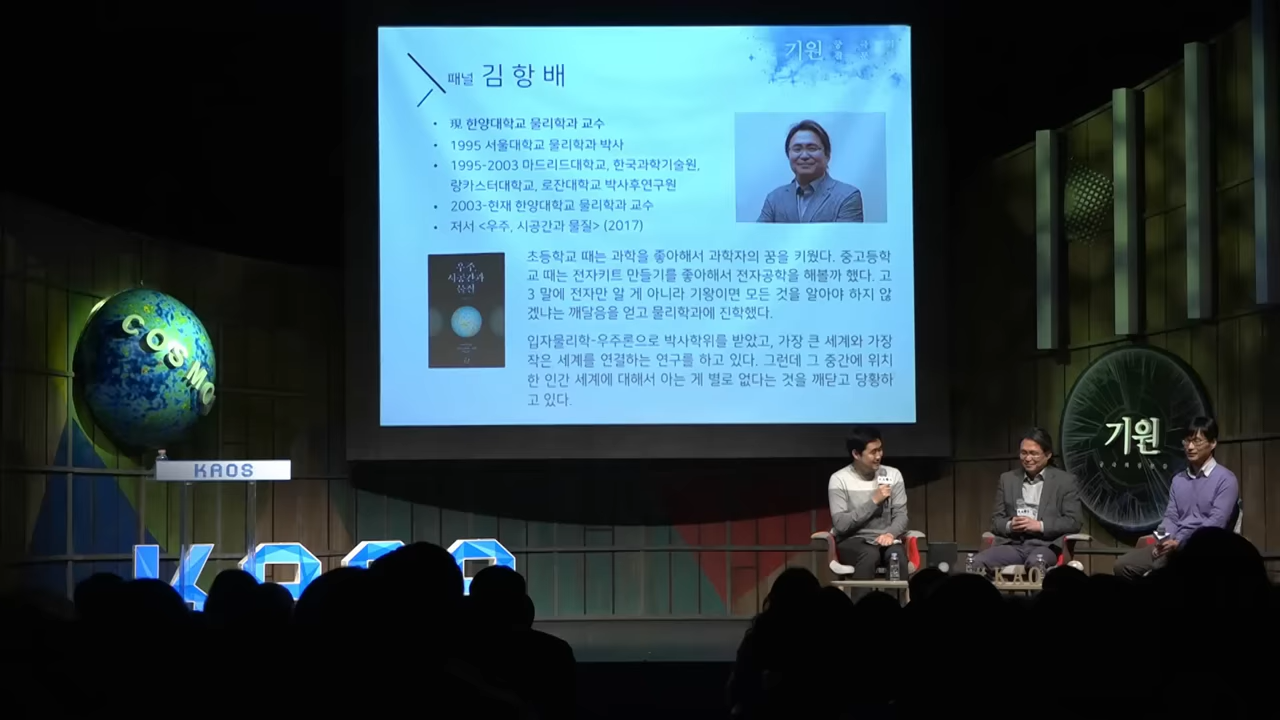 기원
패널 김항배
• 現 한양대학교 물리학과 교수
• 1995 서울대학교 물리학과 박사
• 1995-2003 마드리드대학교, 한국과학기술원,
랑카스터대학교, 로잔대학교 박사후연구원
• 2003-현재 한양대학교 물리학과 교수
• 저서 <우주, 시공간과 물질> (2017)
우주,
시공간과
물질
초등학교 때는 과학을 좋아해서 과학자의 꿈을 키웠다. 중고등학
교 때는 전자키트 만들기를 좋아해서 전자공학을 해볼까 했다. 고
3 말에 전자만 알 게 아니라 기왕이면 모든 것을 알아야 하지 않
겠냐는 깨달음을 얻고 물리학과에 진학했다.
입자물리학-우주론으로 박사학위를 받았고, 가장 큰 세계와 가장
작은 세계를 연결하는 연구를 하고 있다. 그런데 그 중간에 위치
한 인간 세계에 대해서 아는 게 별로 없다는 것을 깨닫고 당황하
고 있다.
COSMO
KAOS
기원
KAOS
KAO